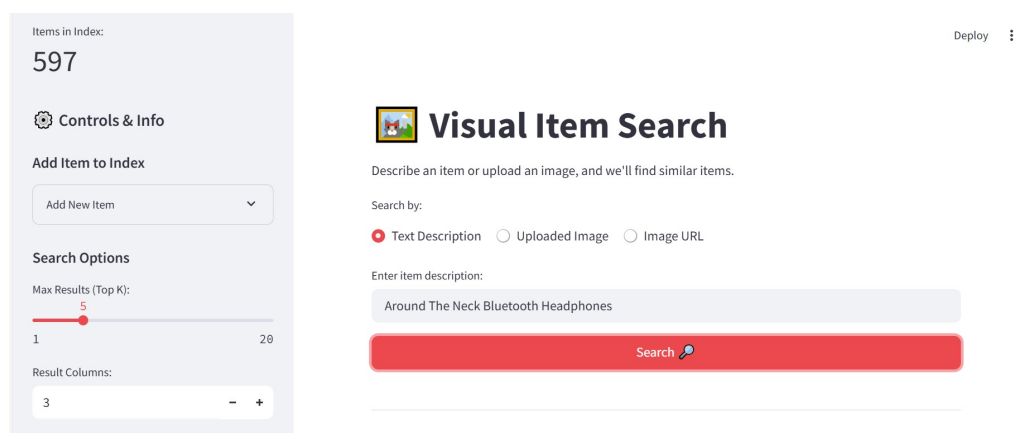 Items in Index:
597
Controls & Info
Add Item to Index
Add New Item
Search Options
Max Results (Top K):
5
1 20
Result Columns:
3 - +
Deploy
Visual Item Search
Describe an item or upload an image, and we'll find similar items.
Search by:
Text Description Uploaded Image Image URL
Enter item description:
Around The Neck Bluetooth Headphones
Search